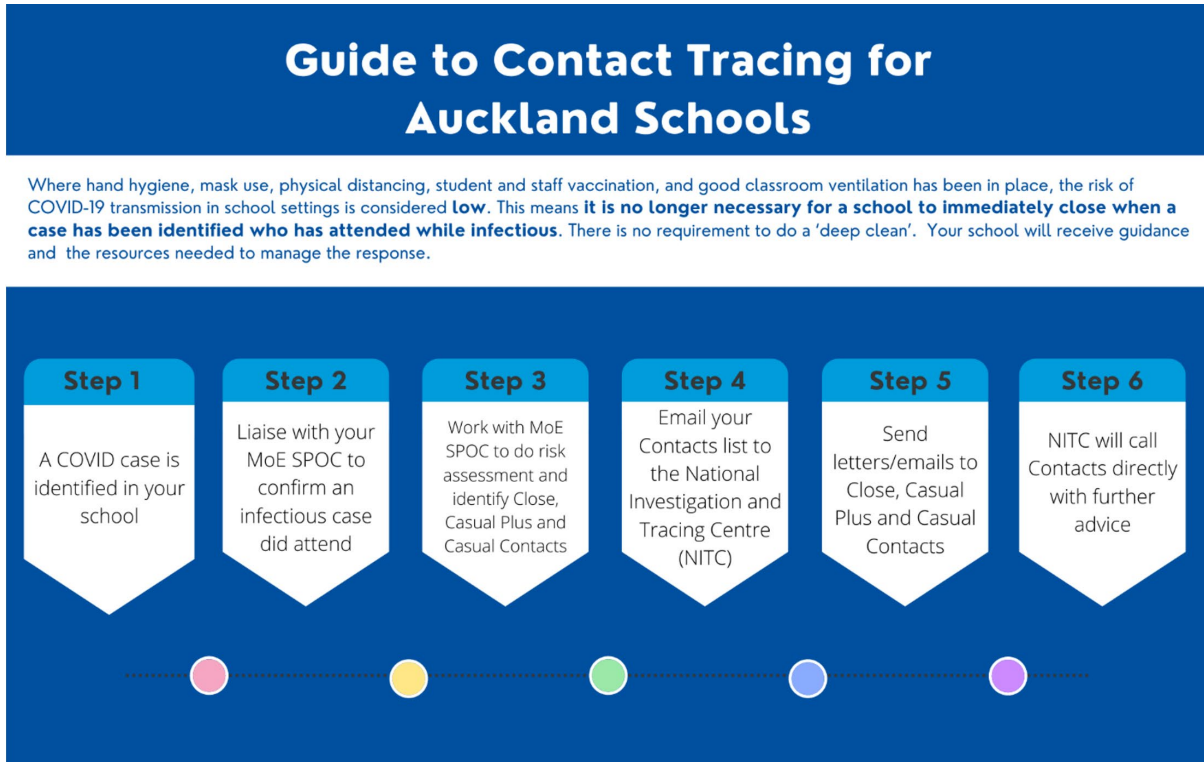 Guide to Contact Tracing for
Auckland Schools
Where hand hygiene, mask use, physical distancing, student and staff vaccination, and good classroom ventilation has been in place, the risk of
COVID-19 transmission in school settings is considered low. This means it is no longer necessary for a school to immediately close when a
case has been identified who has attended while infectious. There is no requirement to do a ‘deep clean’. Your school will receive guidance
and the resources needed to manage the response.
Step 1
A COVID case is
identified in your
school
Step 2
Liaise with your
MoE SPOC to
confirm an
infectious case
did attend
Step 3
Work with MoE
SPOC to do risk
assessment and
identify Close,
Casual Plus and
Casual Contacts
Step 4
Email your
Contacts list to
the National
Investigation and
Tracing Centre
(NITC)
Step 5
Send
letters/emails to
Close, Casual
Plus and Casual
Contacts
Step 6
NITC will call
Contacts directly
with further
advice